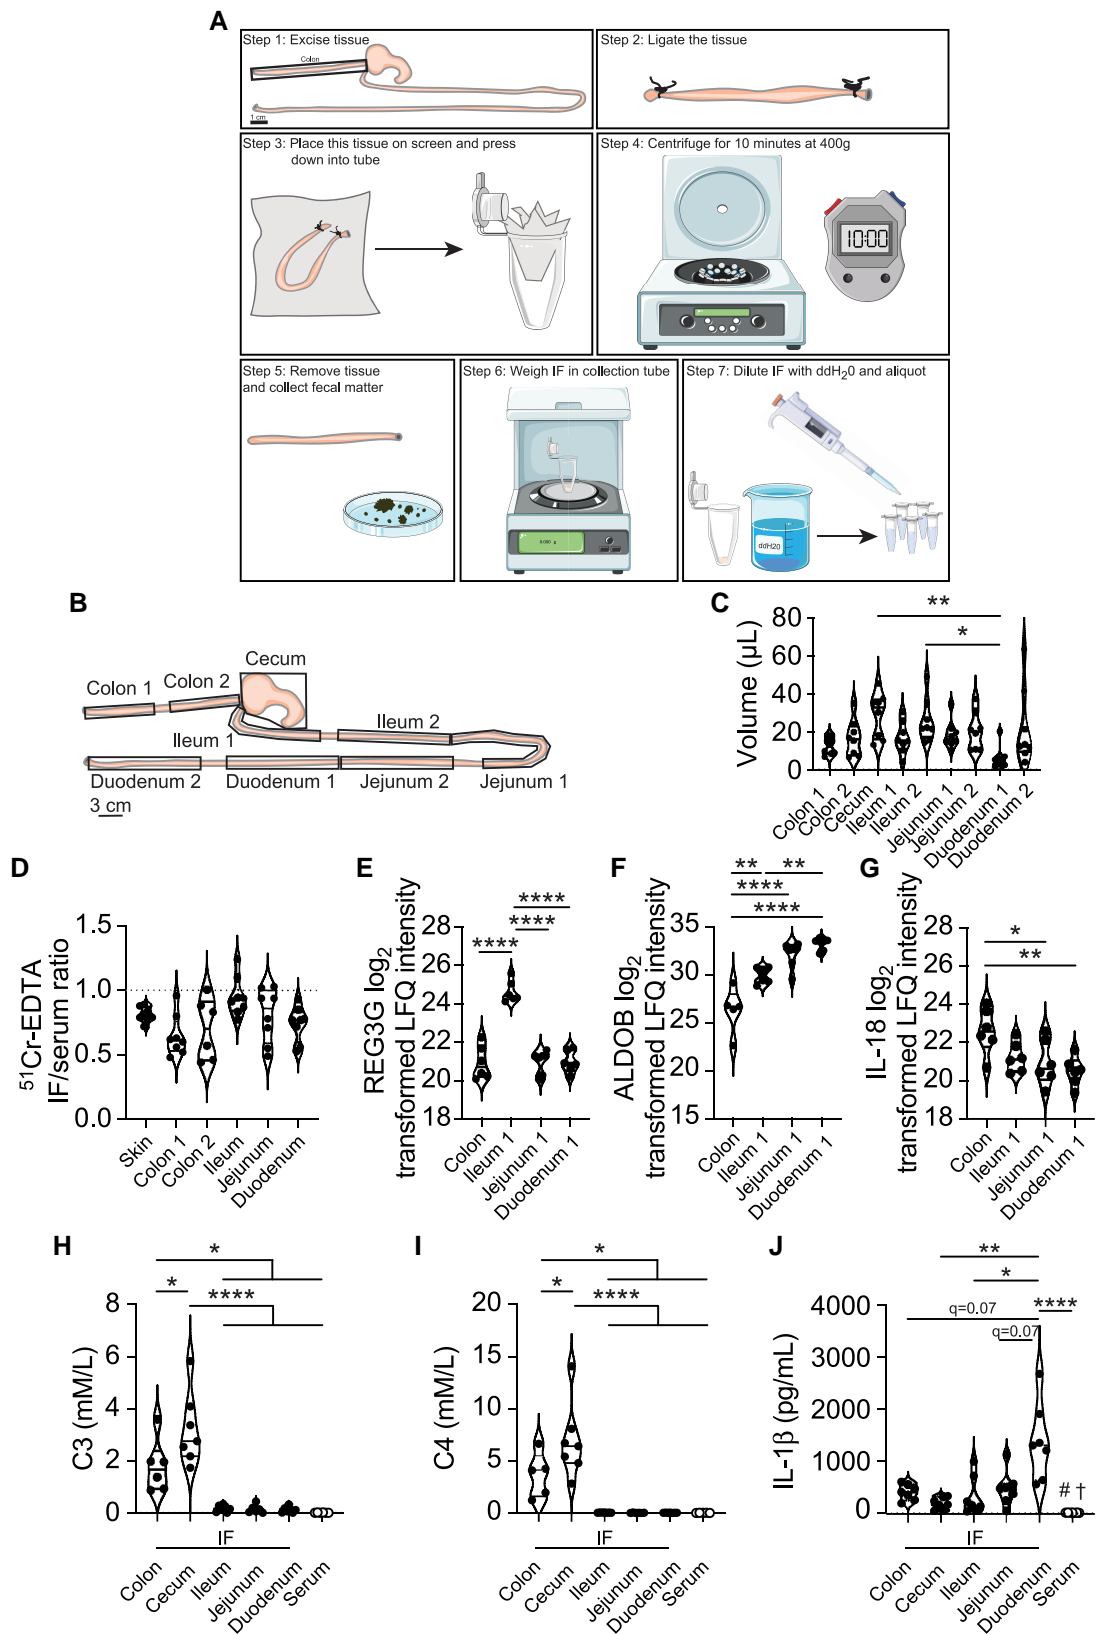 A
Step 1: Excise tissue
Colon
1 cm
Step 2: Ligate the tissue
Step 3: Place this tissue on screen and press
down into tube
Step 4: Centrifuge for 10 minutes at 400g
10:00
Step 5: Remove tissue
and collect fecal matter
Step 6: Weigh IF in collection tube
0.000 g
Step 7: Dilute IF with ddH20 and aliquot
ddH20
B
Colon 1
Colon 2
Cecum
Ileum 1
Ileum 2
Duodenum 2
Duodenum 1
Jejunum 2
Jejunum 1
3 cm
C
Volume (µL)
80
60
40
20
0
**
*
Colon 1
Colon 2
Cecum
Ileum 1
Ileum 2
Jejunum 1
Jejunum 2
Duodenum 1
Duodenum 2
D
51Cr-EDTA
IF/serum ratio
1.5
1.0
0.5
0.0
Skin
Colon 1
Colon 2
Ileum
Jejunum
Duodenum
E
REG3G log2
transformed LFQ intensity
28
26
24
22
20
18
****
****
****
Colon
Ileum 1
Jejunum 1
Duodenum 1
F
ALDOB log2
transformed LFQ intensity
35
30
25
20
15
** **
****
****
Colon
Ileum 1
Jejunum 1
Duodenum 1
G
IL-18 log2
transformed LFQ intensity
28
26
24
22
20
18
*
**
Colon
Ileum 1
Jejunum 1
Duodenum 1
H
C3 (mM/L)
8
6
4
2
0
*
*
****
IF
Colon
Cecum
Ileum
Jejunum
Duodenum
Serum
I
C4 (mM/L)
20
15
10
5
0
*
*
****
IF
Colon
Cecum
Ileum
Jejunum
Duodenum
Serum
J
IL-1β (pg/mL)
4000
3000
2000
1000
0
**
*
q=0.07
****
q=0.07
# †
IF
Colon
Cecum
Ileum
Jejunum
Duodenum
Serum